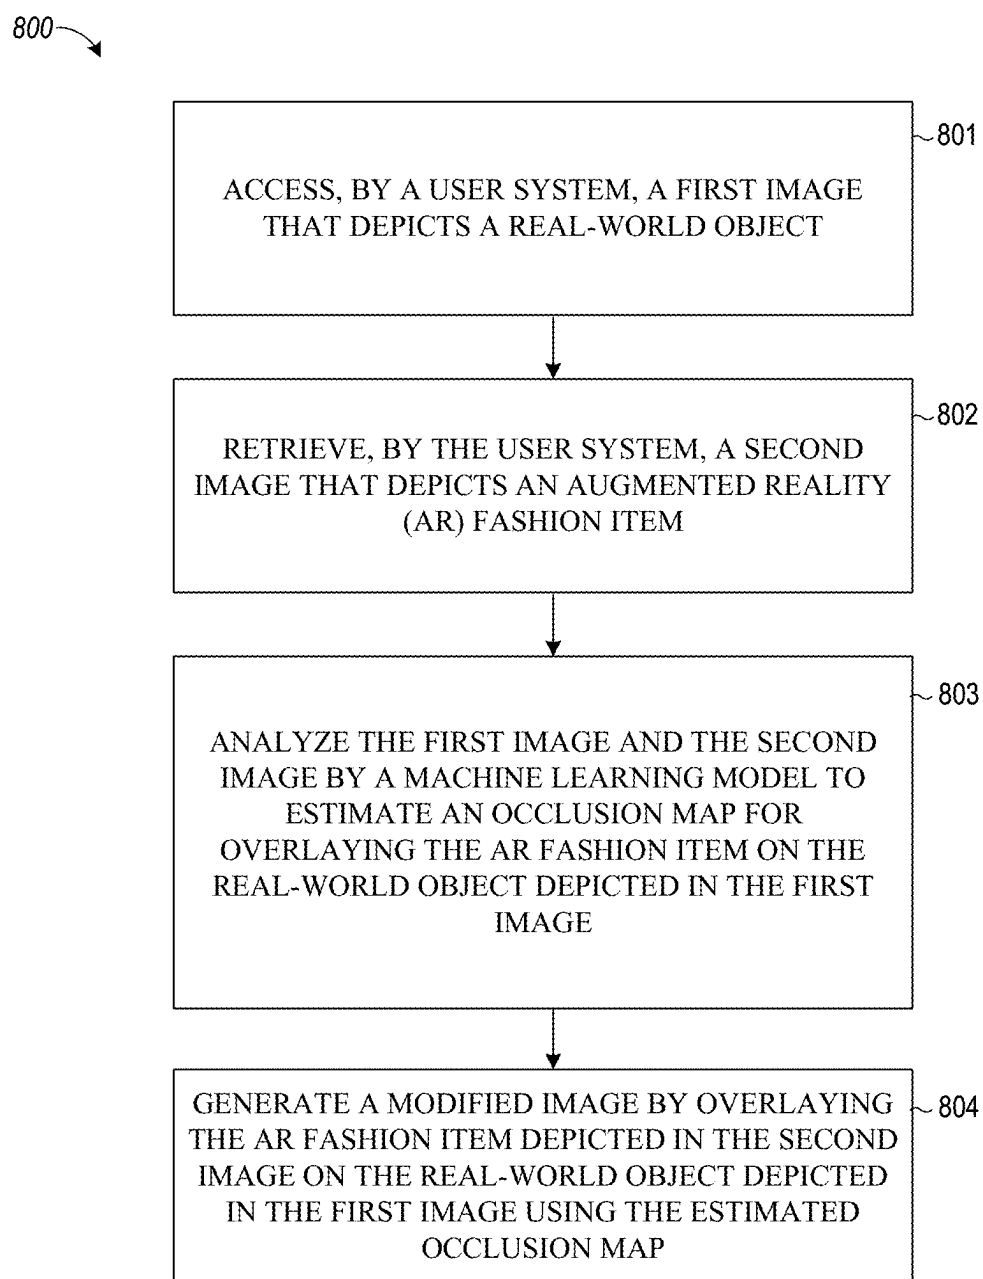 800
801
ACCESS, BY A USER SYSTEM, A FIRST IMAGE
THAT DEPICTS A REAL-WORLD OBJECT
802
RETRIEVE, BY THE USER SYSTEM, A SECOND
IMAGE THAT DEPICTS AN AUGMENTED REALITY
(AR) FASHION ITEM
803
ANALYZE THE FIRST IMAGE AND THE SECOND
IMAGE BY A MACHINE LEARNING MODEL TO
ESTIMATE AN OCCLUSION MAP FOR
OVERLAYING THE AR FASHION ITEM ON THE
REAL-WORLD OBJECT DEPICTED IN THE FIRST
IMAGE
804
GENERATE A MODIFIED IMAGE BY OVERLAYING
THE AR FASHION ITEM DEPICTED IN THE SECOND
IMAGE ON THE REAL-WORLD OBJECT DEPICTED
IN THE FIRST IMAGE USING THE ESTIMATED
OCCLUSION MAP